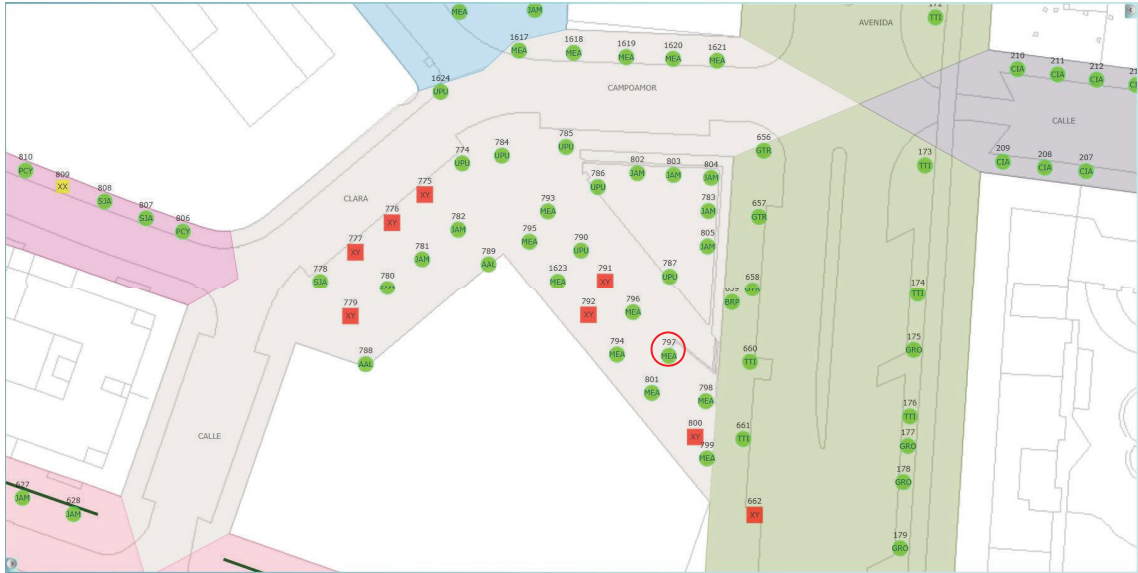 MEA
JAM
171
TTI
AVENIDA
1617
MEA
1618
MEA
1619
MEA
1620
MEA
1621
MEA
1624
UPU
CAMPOAMOR
210
CIA
211
CIA
212
CIA
CALLE
209
CIA
208
CIA
207
CIA
656
GTR
173
TTI
774
UPU
784
UPU
785
UPU
786
UPU
802
JAM
803
JAM
804
JAM
810
PCY
809
XX
808
SJA
807
SJA
806
PCY
CLARA
775
XY
776
XY
777
XY
782
JAM
781
JAM
793
MEA
795
MEA
790
UPU
783
JAM
805
JAM
657
GTR
778
SJA
780
779
XY
789
AAL
1623
MEA
791
XY
787
UPU
792
XY
796
MEA
658
GTR
659
BRP
174
TTI
788
AAL
794
MEA
797
MEA
660
TTI
175
GRO
801
MEA
798
MEA
800
XY
799
MEA
661
TTI
176
TTI
177
GRO
CALLE
178
GRO
627
JAM
628
JAM
662
XY
179
GRO